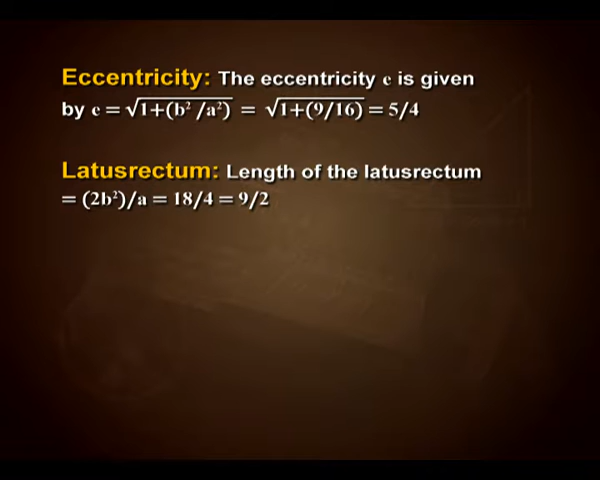 Eccentricity: The eccentricity e is given
by e = √1+(b² /a²) = √1+(9/16) = 5/4
Latusrectum: Length of the latusrectum
= (2b²)/a = 18/4 = 9/2